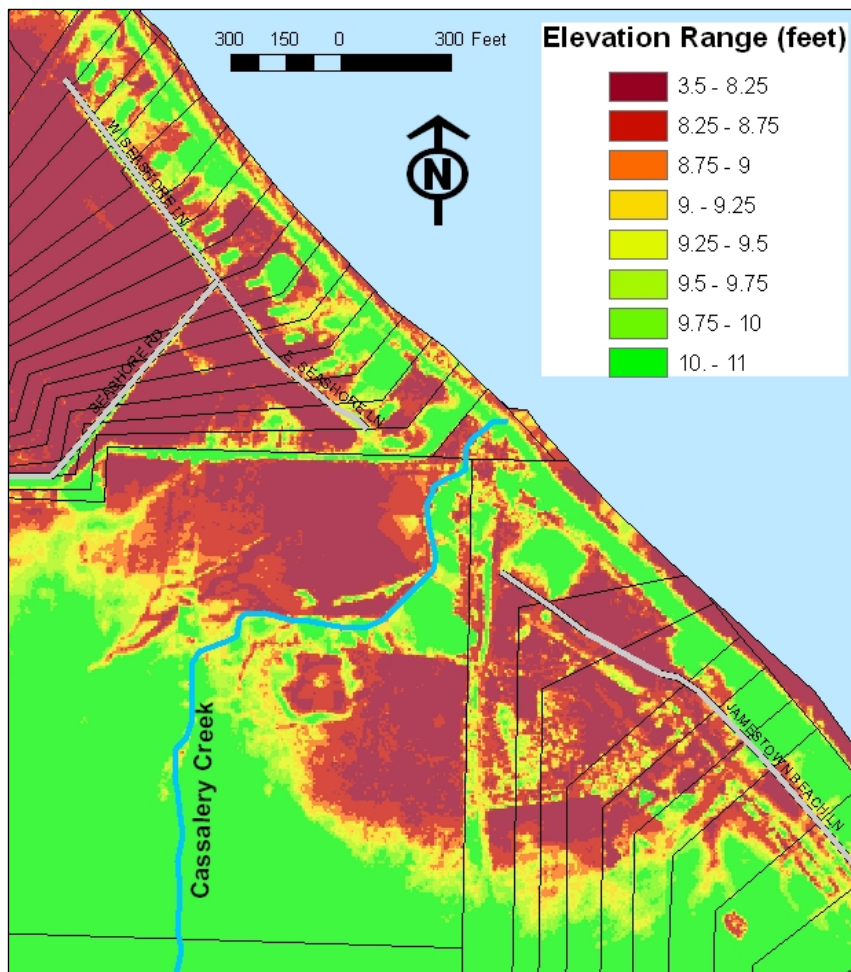 300 150 0 300 Feet
Elevation Range (feet)
3.5 - 8.25
8.25 - 8.75
8.75 - 9
9. - 9.25
9.25 - 9.5
9.5 - 9.75
9.75 - 10
10. - 11
N
W SEASHORE LN
SEASHORE RD
E. SEASHORE LN
JAMESTOWN BEACH LN
Cassalery Creek